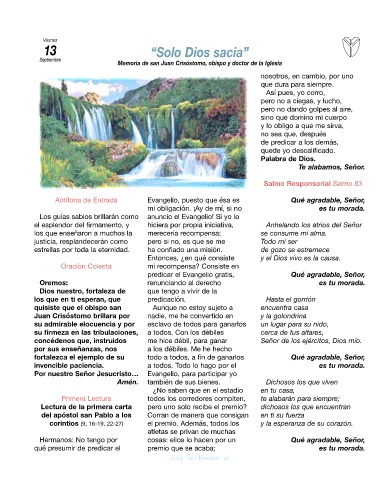 Viernes
13
Septiembre
“Solo Dios sacia”
Memoria de san Juan Crisóstomo, obispo y doctor de la Iglesia
Antífona de Entrada
Los guías sabios brillarán como
el esplendor del firmamento, y
los que enseñaron a muchos la
justicia, resplandecerán como
estrellas por toda la eternidad.
Oración Colecta
Oremos:
Dios nuestro, fortaleza de
los que en ti esperan, que
quisiste que el obispo san
Juan Crisóstomo brillara por
su admirable elocuencia y por
su firmeza en las tribulaciones,
concédenos que, instruidos
por sus enseñanzas, nos
fortalezca el ejemplo de su
invencible paciencia.
Por nuestro Señor Jesucristo…
Amén.
Primera Lectura
Lectura de la primera carta
del apóstol san Pablo a los
corintios (9, 16-19. 22-27)
Hermanos: No tengo por
qué presumir de predicar el
Evangelio, puesto que ésa es
mi obligación. ¡Ay de mí, si no
anuncio el Evangelio! Si yo lo
hiciera por propia iniciativa,
merecería recompensa;
pero si no, es que se me
ha confiado una misión.
Entonces, ¿en qué consiste
mi recompensa? Consiste en
predicar el Evangelio gratis,
renunciando al derecho
que tengo a vivir de la
predicación.
Aunque no estoy sujeto a
nadie, me he convertido en
esclavo de todos para ganarlos
a todos. Con los débiles
me hice débil, para ganar
a los débiles. Me he hecho
todo a todos, a fin de ganarlos
a todos. Todo lo hago por el
Evangelio, para participar yo
también de sus bienes.
¿No saben que en el estadio
todos los corredores compiten,
pero uno solo recibe el premio?
Corran de manera que consigan
el premio. Además, todos los
atletas se privan de muchas
cosas: ellos lo hacen por un
premio que se acaba;
nosotros, en cambio, por uno
que dura para siempre.
Así pues, yo corro,
pero no a ciegas, y lucho,
pero no dando golpes al aire,
sino que domino mi cuerpo
y lo obligo a que me sirva,
no sea que, después
de predicar a los demás,
quede yo descalificado.
Palabra de Dios.
Te alabamos, Señor.
Salmo Responsorial Salmo 83
Qué agradable, Señor,
es tu morada.
Anhelando los atrios del Señor
se consume mi alma.
Todo mi ser
de gozo se estremece
y el Dios vivo es la causa.
Qué agradable, Señor,
es tu morada.
Hasta el gorrión
encuentra casa
y la golondrina
un lugar para su nido,
cerca de tus altares,
Señor de los ejércitos, Dios mío.
Qué agradable, Señor,
es tu morada.
Dichosos los que viven
en tu casa,
te alabarán para siempre;
dichosos los que encuentran
en ti su fuerza
y la esperanza de su corazón.
Qué agradable, Señor,
es tu morada.